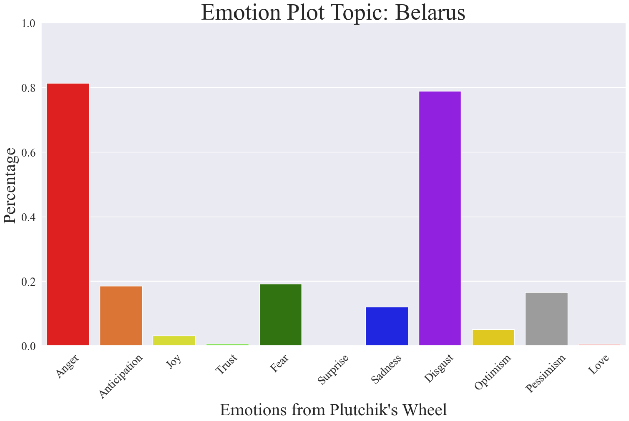 Emotion Plot Topic: Belarus
Percentage
1.0
0.8
0.6
0.4
0.2
0.0
Anger
Anticipation
Joy
Trust
Fear
Surprise
Sadness
Disgust
Optimism
Pessimism
Love
Emotions from Plutchik's Wheel